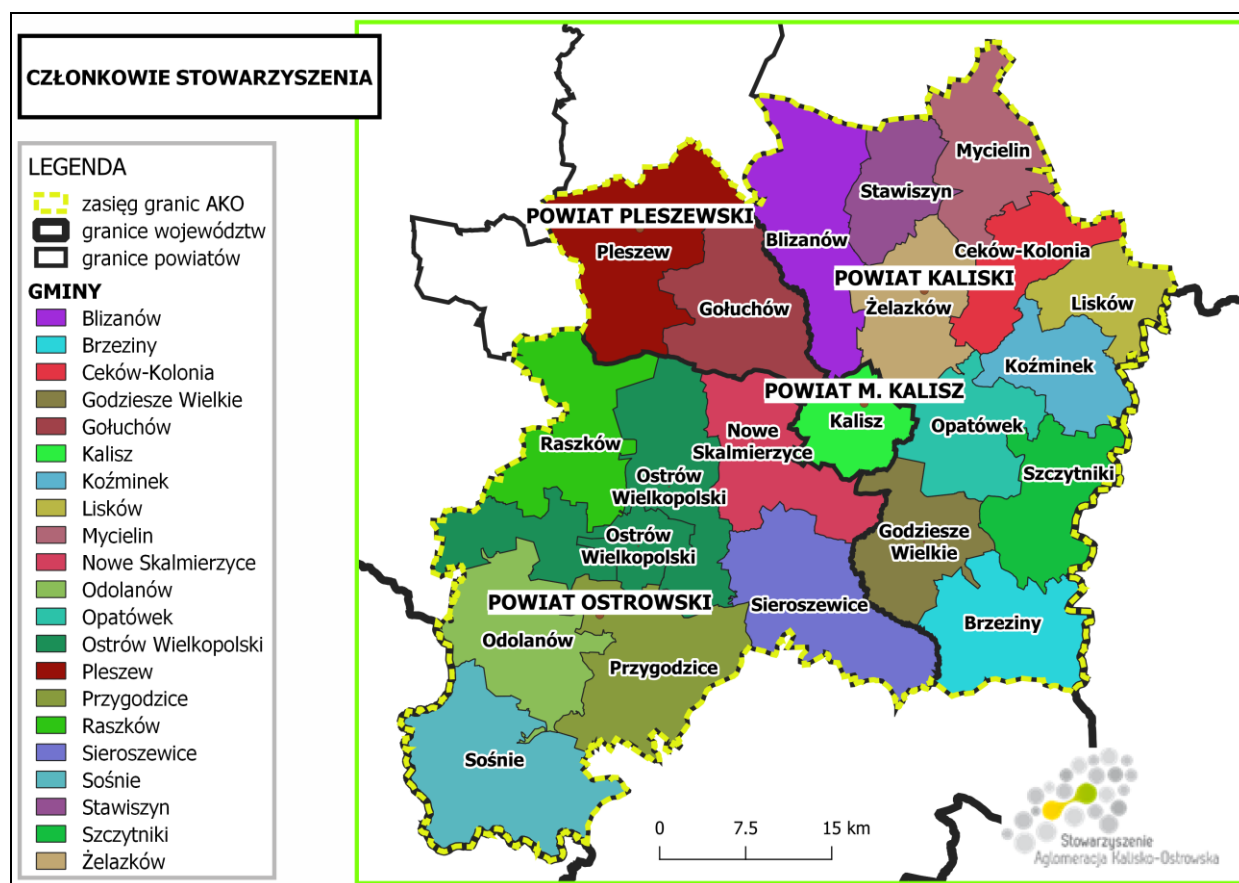 CZŁONKOWIE STOWARZYSZENIA
LEGENDA
zasięg granic AKO
granice województw
granice powiatów
GMINY
Blizanów
Brzeziny
Ceków-Kolonia
Godziesze Wielkie
Gołuchów
Kalisz
Koźminek
Lisków
Mycielin
Nowe Skalmierzyce
Odolanów
Opatówek
Ostrów Wielkopolski
Pleszew
Przygodzice
Raszków
Sieroszewice
Sośnie
Stawiszyn
Szczytniki
Żelazków
Mycielin
Stawiszyn
POWIAT PLESZEWSKI
Blizanów
Pleszew
Ceków-Kolonia
POWIAT KALISKI
Lisków
Gołuchów
Żelazków
Koźminek
POWIAT M. KALISZ
Kalisz
Opatówek
Nowe
Skalmierzyce
Raszków
Ostrów
Wielkopolski
Szczytniki
Ostrów
Wielkopolski
Godziesze
Wielkie
POWIAT OSTROWSKI
Sieroszewice
Brzeziny
Odolanów
Przygodzice
Sośnie
0 7.5 15 km
Stowarzyszenie
Aglomeracja Kalisko-Ostrowska